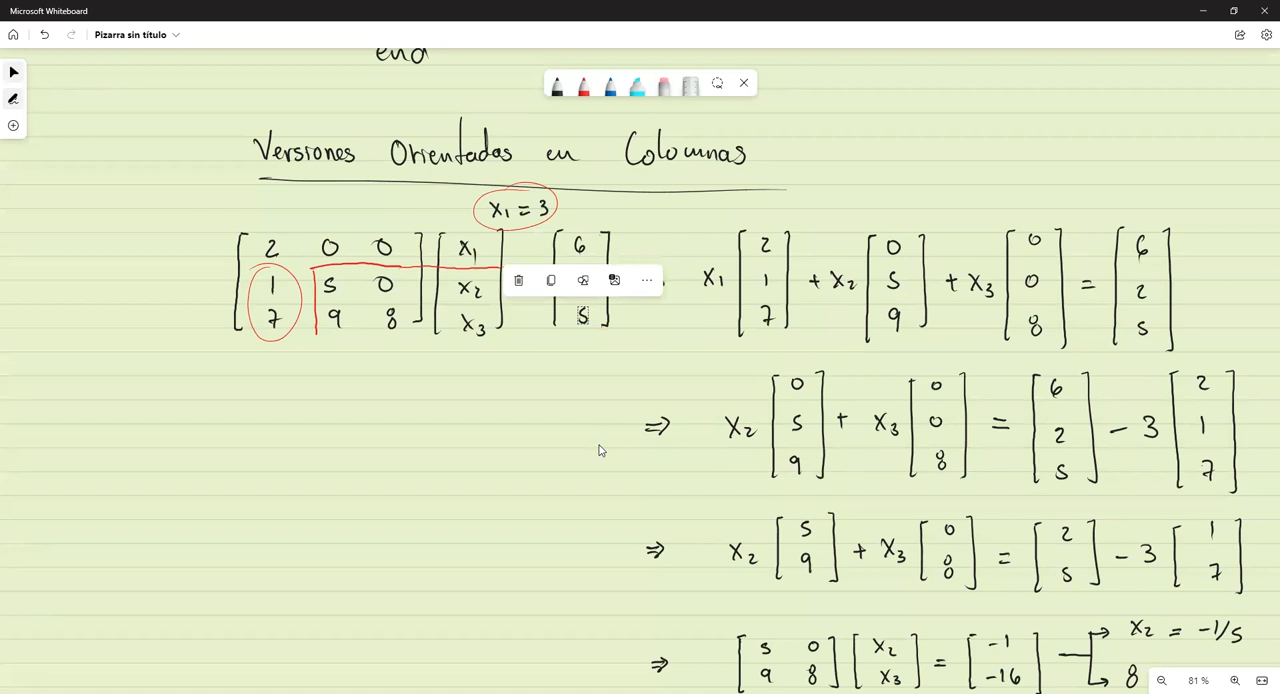 Microsoft Whiteboard
Pizarra sin título
end
Versiones Orientadas en Columnas
x1 = 3
[2 0 0; 1 5 0; 7 9 8] [x1; x2; x3] [6; 5] x1 [2; 1; 7] + x2 [0; 5; 9] + x3 [0; 0; 8] = [6; 2; 5]
⇒ x2 [0; 5; 9] + x3 [0; 0; 8] = [6; 2; 5] - 3 [2; 1; 7]
⇒ x2 [5; 9] + x3 [0; 8] = [2; 5] - 3 [1; 7]
⇒ [5 0; 9 8] [x2; x3] = [-1; -16] → x2 = -1/5
→ 8
81 %